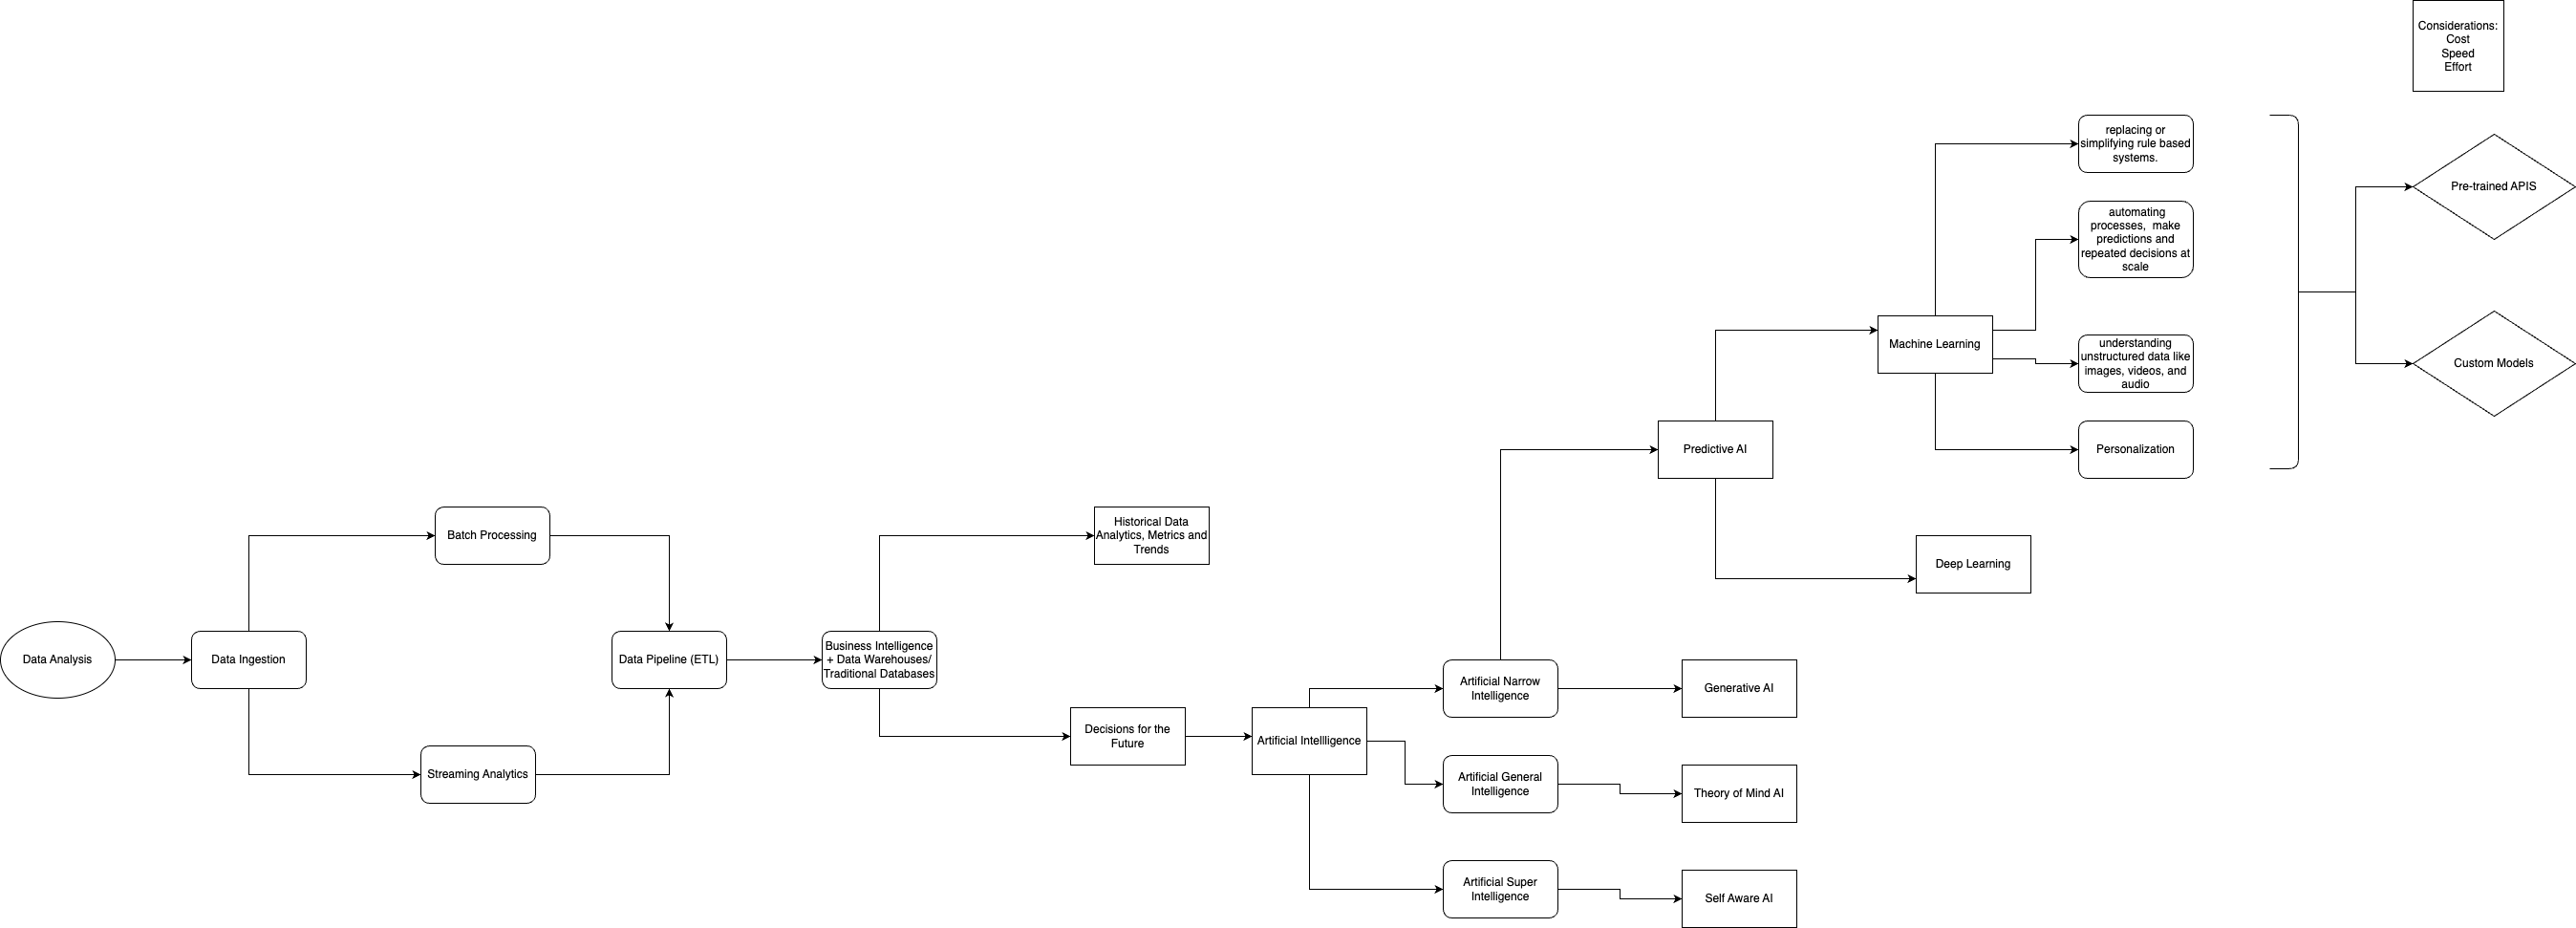 Considerations:
Cost
Speed
Effort
replacing or
simplifying rule based
systems.
Pre-trained APIS
automating
processes, make
predictions and
repeated decisions at
scale
Machine Learning
understanding
unstructured data like
images, videos, and
audio
Custom Models
Predictive AI
Personalization
Batch Processing
Historical Data
Analytics, Metrics and
Trends
Deep Learning
Data Analysis
Data Ingestion
Data Pipeline (ETL)
Business Intelligence
+ Data Warehouses/
Traditional Databases
Artificial Narrow
Intelligence
Generative AI
Decisions for the
Future
Artificial Intellligence
Streaming Analytics
Artificial General
Intelligence
Theory of Mind AI
Artificial Super
Intelligence
Self Aware AI